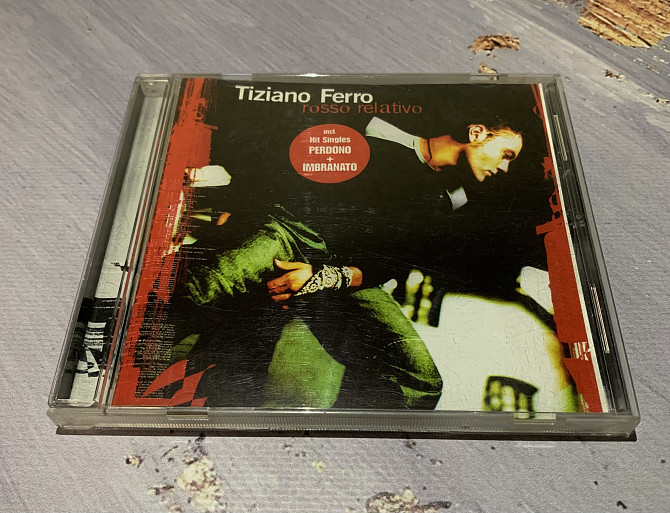 Tiziano Ferro
rosso relativo
incl
Hit Singles
PERDONO
+
IMBRANATO